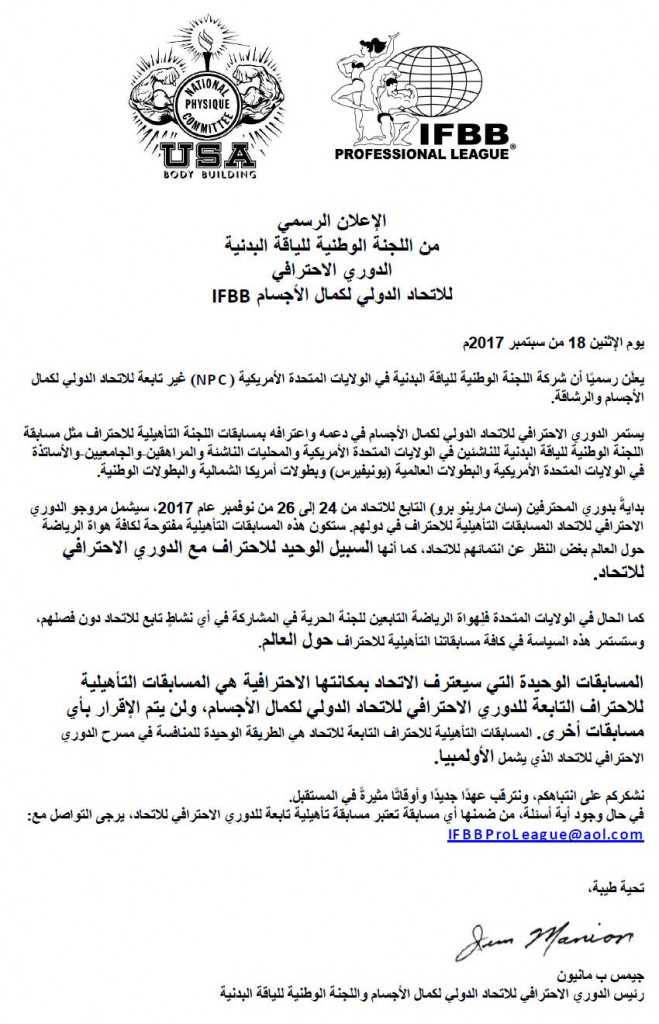 NATIONAL
PHYSIQUE
COMMITTEE
USA
BODY BUILDING
IFBB
PROFESSIONAL LEAGUE®
الإعلان الرسمي
من اللجنة الوطنية للياقة البدنية
الدوري الاحترافي
للاتحاد الدولي لكمال الأجسام IFBB
يوم الإثنين 18 من سبتمبر 2017م
يعلَن رسميًا أن شركة اللجنة الوطنية للياقة البدنية في الولايات المتحدة الأمريكية (NPC) غير تابعة للاتحاد الدولي لكمال
الأجسام والرشاقة.
يستمر الدوري الاحترافي للاتحاد الدولي لكمال الأجسام في دعمه واعترافه بمسابقات اللجنة التأهيلية للاحتراف مثل مسابقة
اللجنة الوطنية للياقة البدنية للناشئين في الولايات المتحدة الأمريكية والمحليات الناشئة والمراهقين-والجامعيين-والأساتذة
في الولايات المتحدة الأمريكية والبطولات العالمية (يونيفيرس) وبطولات أمريكا الشمالية والبطولات الوطنية.
بدايةً بدوري المحترفين (سان مارينو برو) التابع للاتحاد من 24 إلى 26 من نوفمبر عام 2017، سيشمل مروجو الدوري
الاحترافي للاتحاد المسابقات التأهيلية للاحتراف في دولهم. ستكون هذه المسابقات التأهيلية مفتوحة لكافة هواة الرياضة
حول العالم بغض النظر عن انتمائهم للاتحاد، كما أنها السبيل الوحيد للاحتراف مع الدوري الاحترافي
للاتحاد.
كما الحال في الولايات المتحدة فلِهواة الرياضة التابعين للجنة الحرية في المشاركة في أي نشاطٍ تابع للاتحاد دون فصلهم،
وستستمر هذه السياسة في كافة مسابقاتنا التأهيلية للاحتراف حول العالم.
المسابقات الوحيدة التي سيعترف الاتحاد بمكانتها الاحترافية هي المسابقات التأهيلية
للاحتراف التابعة للدوري الاحترافي للاتحاد الدولي لكمال الأجسام، ولن يتم الإقرار بأي
مسابقات أخرى. المسابقات التأهيلية للاحتراف التابعة للاتحاد هي الطريقة الوحيدة للمنافسة في مسرح الدوري
الاحترافي للاتحاد الذي يشمل الأولمبيا.
نشكركم على انتباهكم، ونترقب عهدًا جديدًا وأوقاتًا مثيرةً في المستقبل.
في حال وجود أية أسئلة، من ضمنها أي مسابقة تعتبر مسابقة تأهيلية تابعة للدوري الاحترافي للاتحاد، يرجى التواصل مع:
IFBBProLeague@aol.com
تحية طيبة،
Jim Manion
جيمس ب مانيون
رئيس الدوري الاحترافي للاتحاد الدولي لكمال الأجسام واللجنة الوطنية للياقة البدنية